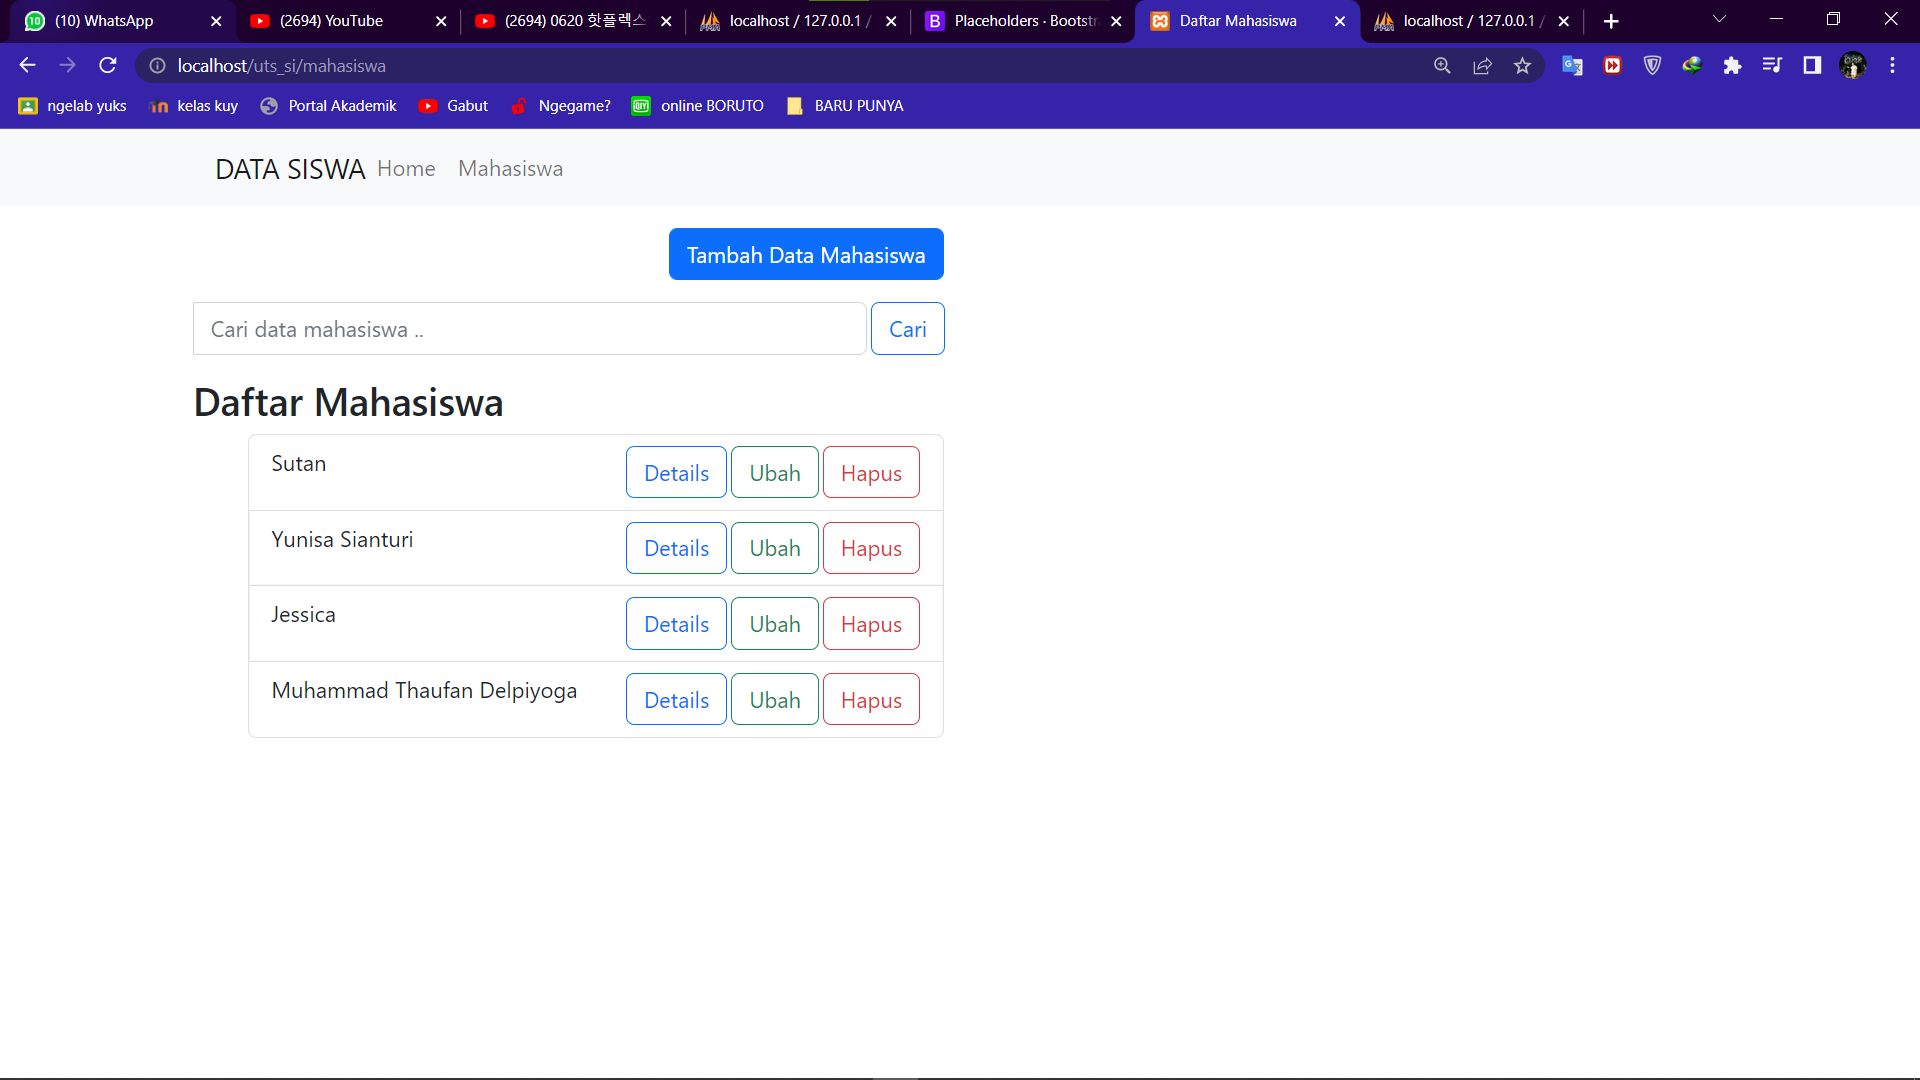 (10) WhatsApp
(2694) YouTube
(2694) 0620 핫플렉스
localhost / 127.0.0.1 /
Placeholders · Bootstra
Daftar Mahasiswa
localhost / 127.0.0.1 /
localhost/uts_si/mahasiswa
ngelab yuks
kelas kuy
Portal Akademik
Gabut
Ngegame?
online BORUTO
BARU PUNYA
DATA SISWA Home Mahasiswa
Tambah Data Mahasiswa
Cari data mahasiswa .. Cari
Daftar Mahasiswa
Sutan Details Ubah Hapus
Yunisa Sianturi Details Ubah Hapus
Jessica Details Ubah Hapus
Muhammad Thaufan Delpiyoga Details Ubah Hapus